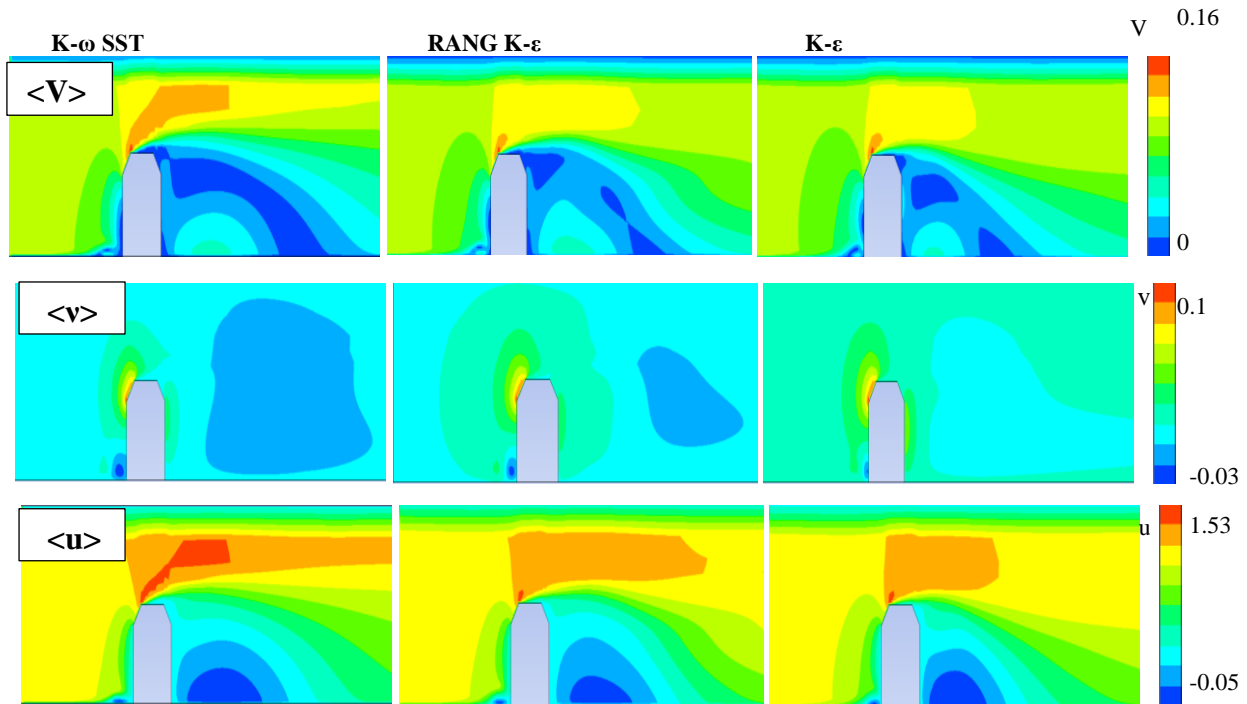 V 0.16
K-ω SST RANG K-ε K-ε
<V>
0
<v>
v 0.1
-0.03
<u>
u 1.53
-0.05